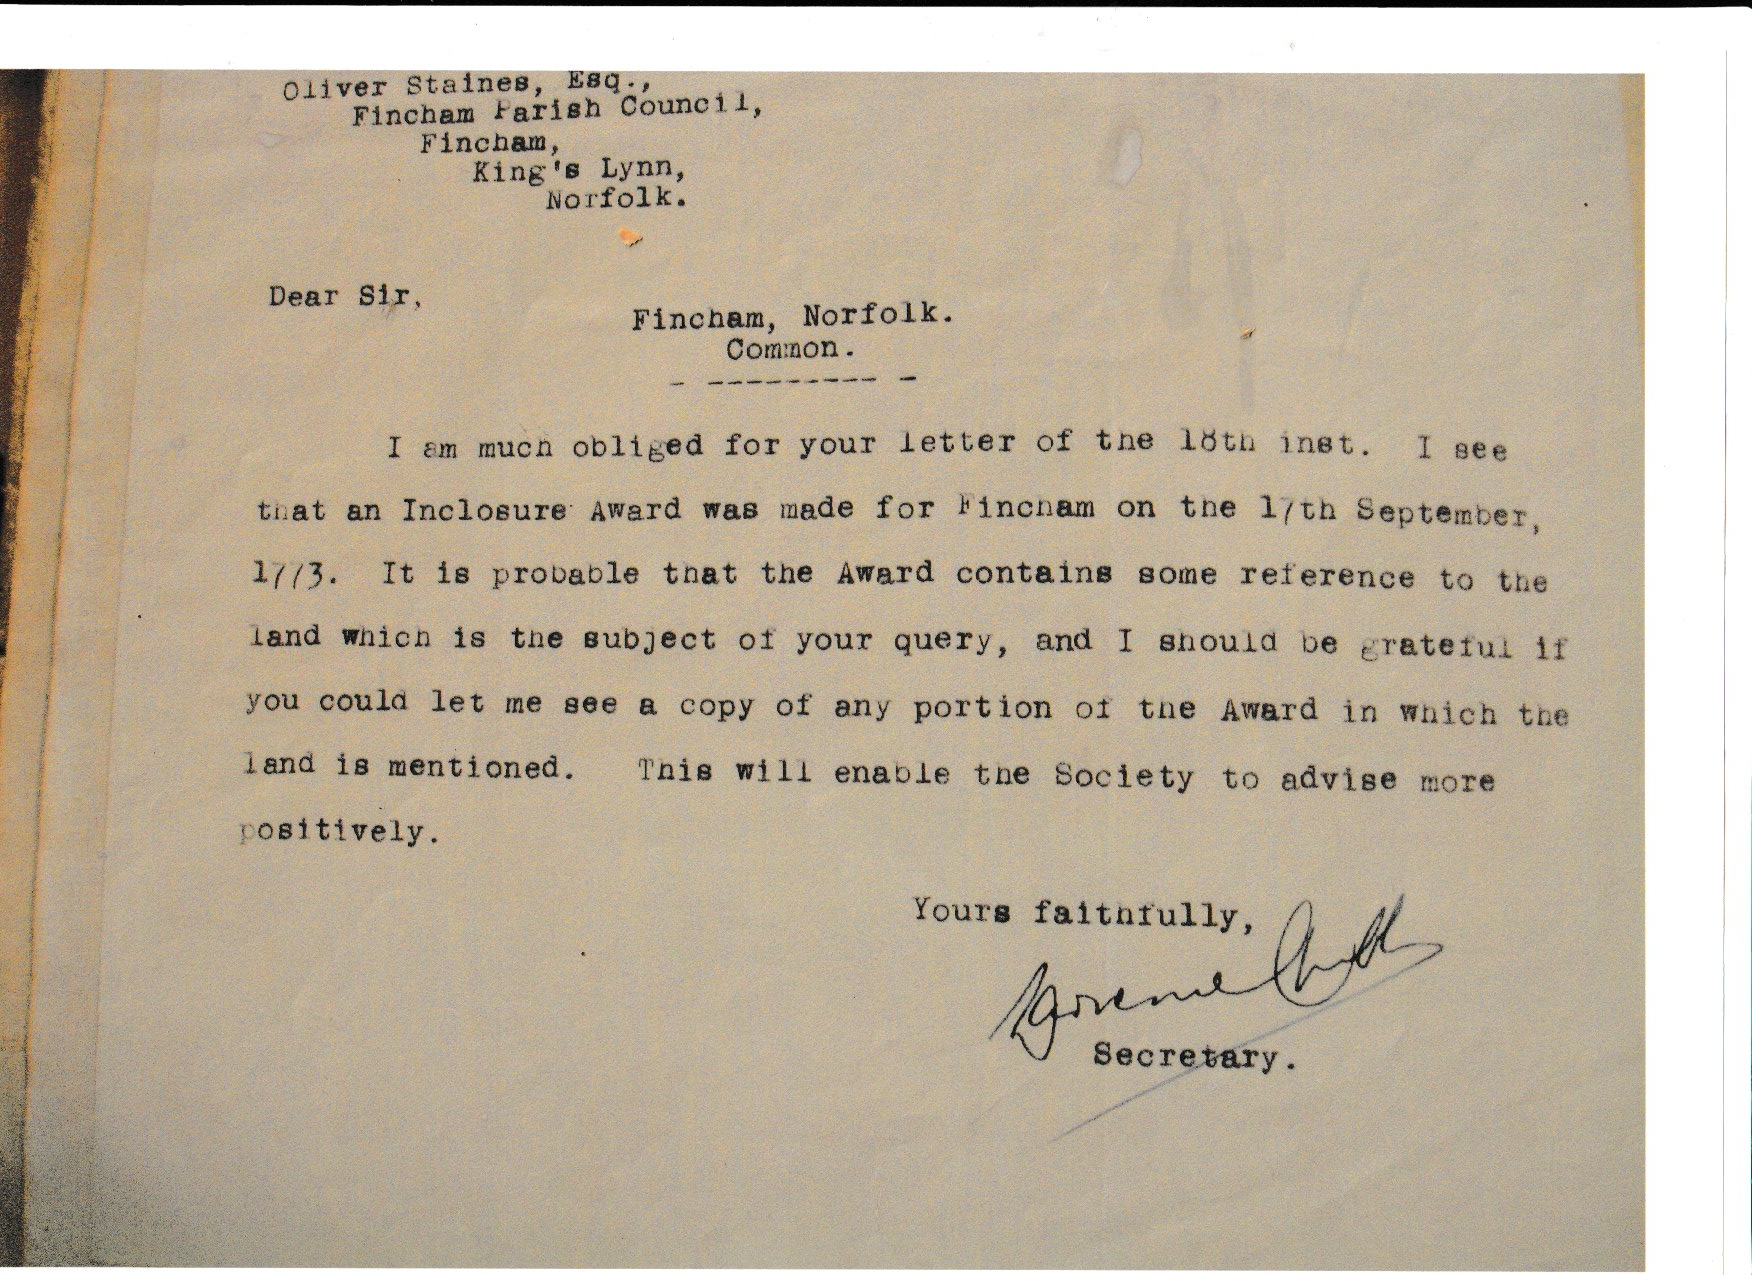 Oliver Staines, Esq.,
Fincham Parish Council,
Fincham,
King's Lynn,
Norfolk.
Dear Sir,
Fincham, Norfolk.
Common.
- ---------- -
I am much obliged for your letter of the 18th inst. I see
that an Inclosure Award was made for Fincham on the 17th September,
1773. It is probable that the Award contains some reference to the
land which is the subject of your query, and I should be grateful if
you could let me see a copy of any portion of the Award in which the
land is mentioned. This will enable the Society to advise more
positively.
Yours faithfully,
Secretary.